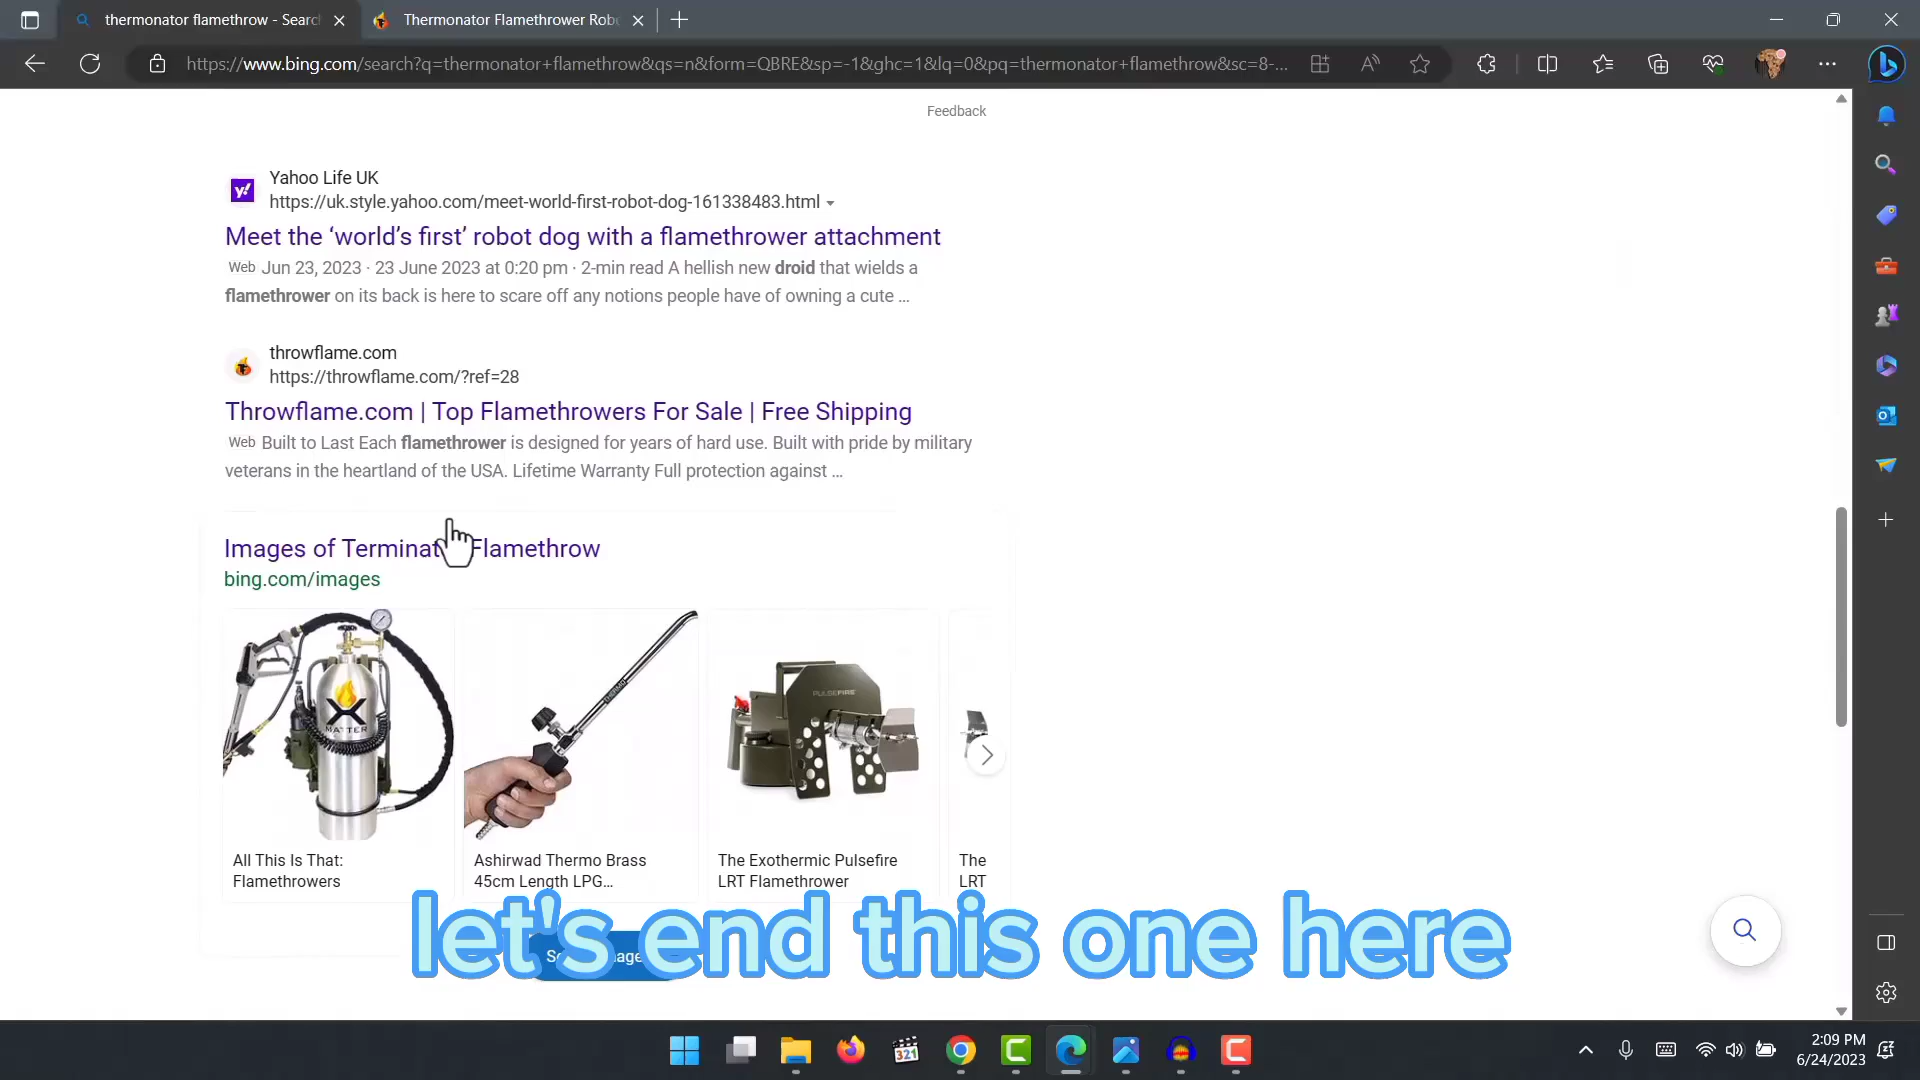 thermonator flamethrow - Searc
Thermonator Flamethrower Rob
https://www.bing.com/search?q=thermonator+flamethrow&qs=n&form=QBRE&sp=-1&ghc=1&lq=0&pq=thermonator+flamethrow&sc=8-...
Feedback
Yahoo Life UK
https://uk.style.yahoo.com/meet-world-first-robot-dog-161338483.html
Meet the ‘world’s first’ robot dog with a flamethrower attachment
Web Jun 23, 2023 · 23 June 2023 at 0:20 pm · 2-min read A hellish new droid that wields a
flamethrower on its back is here to scare off any notions people have of owning a cute ...
throwflame.com
https://throwflame.com/?ref=28
Throwflame.com | Top Flamethrowers For Sale | Free Shipping
Web Built to Last Each flamethrower is designed for years of hard use. Built with pride by military
veterans in the heartland of the USA. Lifetime Warranty Full protection against ...
Images of Terminat Flamethrow
bing.com/images
X
MATTER
PULSEFIRE
All This Is That:
Flamethrowers
Ashirwad Thermo Brass
45cm Length LPG...
The Exothermic Pulsefire
LRT Flamethrower
The
LRT
let's end this one here
321
2:09 PM
6/24/2023